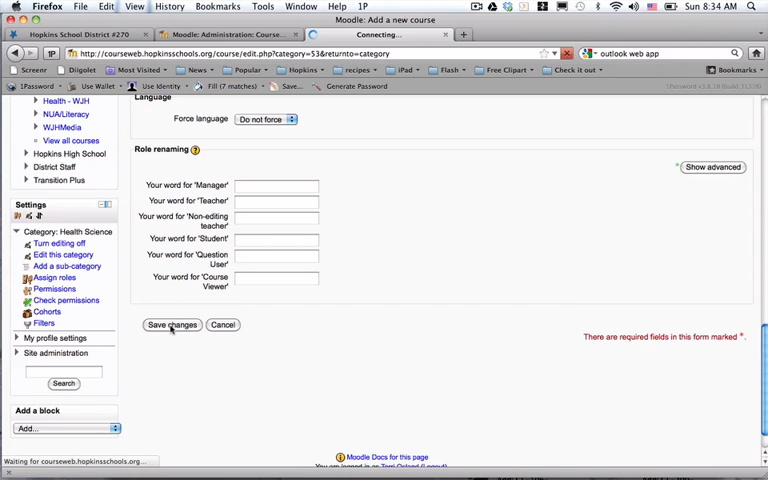 Firefox File Edit View History Bookmarks Tools Window Help 1P
Sun 8:34 AM
Moodle: Add a new course
Hopkins School District #270
Moodle: Administration: Course...
Connecting...
1P
http://courseweb.hopkinsschools.org/course/edit.php?category=53&returnto=category
outlook web app
Screenr Diigolet Most Visited Popular Hopkins recipes iPad Flash Free Clipart Check it out Bookmarks
1Password Use Wallet Use Identity Fill (7 matches) Save... Generate Password
Health - WJH
NUA/Literacy
WJHMedia
View all courses
Hopkins High School
District Staff
Transition Plus
Settings
Category: Health Science
Turn editing off
Edit this category
Add a sub-category
Assign roles
Permissions
Check permissions
Cohorts
Filters
My profile settings
Site administration
Search
Add a block
Add...
Language
Force language Do not force
Role renaming
* Show advanced
Your word for 'Manager'
Your word for 'Teacher'
Your word for 'Non-editing
teacher'
Your word for 'Student'
Your word for 'Question
User'
Your word for 'Course
Viewer'
Save changes Cancel
There are required fields in this form marked *.
Moodle Docs for this page
You are logged in as Terri
(Logout)
Waiting for courseweb.hopkinsschools.org...